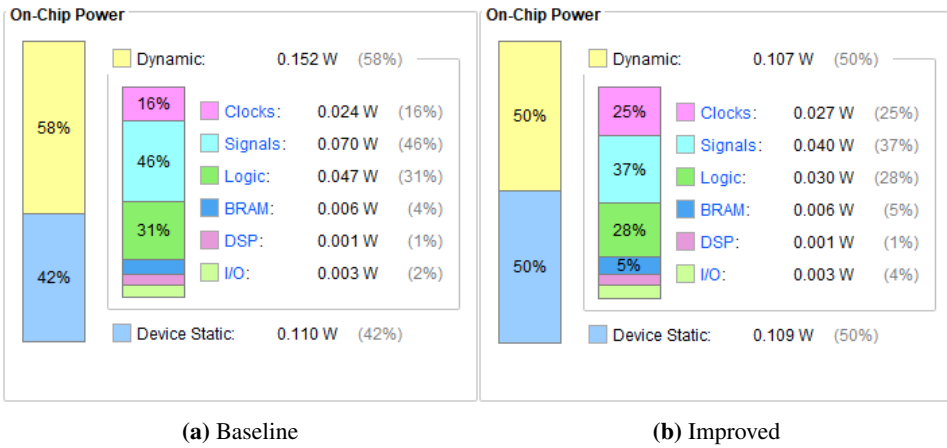 On-Chip Power
58%
42%
Dynamic: 0.152 W (58%)
16%
46%
31%
Clocks: 0.024 W (16%)
Signals: 0.070 W (46%)
Logic: 0.047 W (31%)
BRAM: 0.006 W (4%)
DSP: 0.001 W (1%)
I/O: 0.003 W (2%)
Device Static: 0.110 W (42%)
(a) Baseline
On-Chip Power
50%
50%
Dynamic: 0.107 W (50%)
25%
37%
28%
5%
Clocks: 0.027 W (25%)
Signals: 0.040 W (37%)
Logic: 0.030 W (28%)
BRAM: 0.006 W (5%)
DSP: 0.001 W (1%)
I/O: 0.003 W (4%)
Device Static: 0.109 W (50%)
(b) Improved